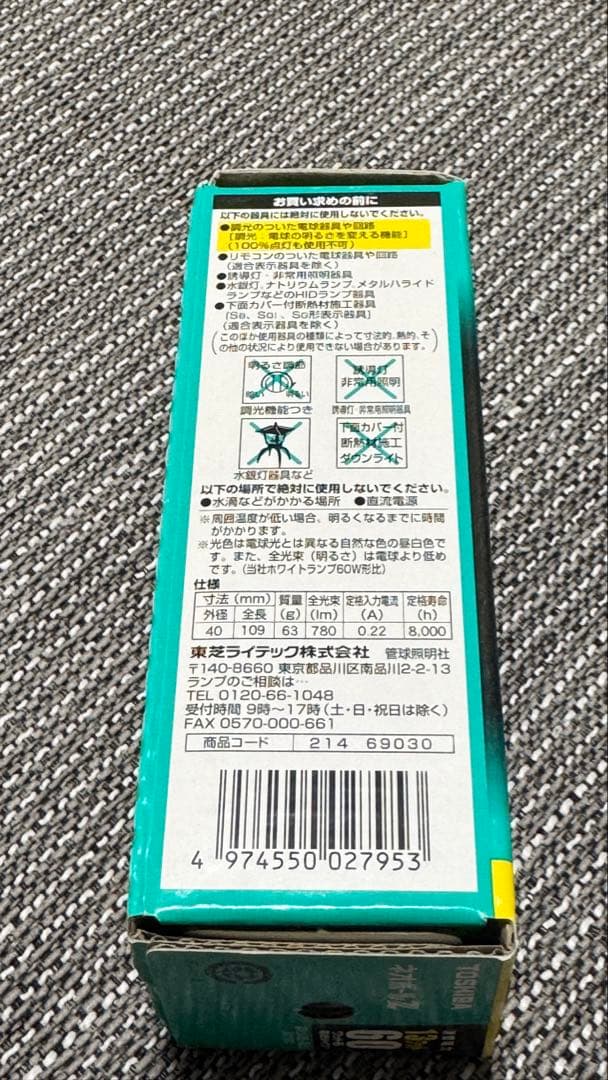 お買い求めの前に
以下の器具には絶対に使用しないでください。
●調光のついた電球器具や回路
[調光:電球の明るさを変える機能]
(100%点灯も使用不可)
●リモコンのついた電球器具や回路
(適合表示器具を除く)
●誘導灯・非常用照明器具
●水銀灯、ナトリウムランプ、メタルハライド
ランプなどのHIDランプ器具
●下面カバー付断熱材施工器具
[SB、SGI、SG形表示器具]
(適合表示器具を除く)
(このほか使用器具の種類によって寸法的、熱的、そ
の他の状況により使用できない場合があります。)
明るさ調節
暗い 明るい
誘導灯
非常用照明
調光機能つき
誘導灯・非常用照明器具
下面カバー付
断熱材施工
ダウンライト
水銀灯器具など
以下の場所で絶対に使用しないでください。
●水滴などがかかる場所 ●直流電源
※周囲温度が低い場合、明るくなるまでに時間
がかかります。
※光色は電球光とは異なる自然な色の昼白色で
す。また、全光束(明るさ)は電球より低め
です。(当社ホワイトランプ60W形比)
仕様
寸法(mm) 質量 全光束 定格入力電流 定格寿命
外径 全長 (g) (lm) (A) (h)
40 109 63 780 0.22 8,000
東芝ライテック株式会社 管球照明社
〒140-8660 東京都品川区南品川2-2-13
ランプのご相談は…
TEL 0120-66-1048
受付時間 9時~17時(土・日・祝日は除く)
FAX 0570-000-661
商品コード 214 69030
4 974550 027953
TOSHIBA
ネオボールZ
60